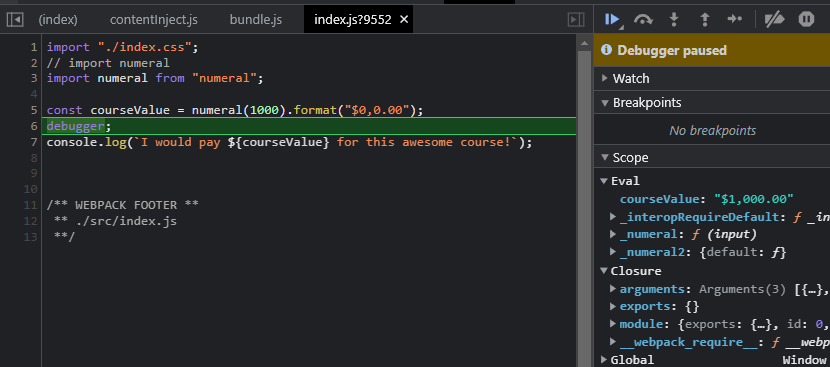 (index)
contentInject.js
bundle.js
index.js?9552
1 import "./index.css";
2 // import numeral
3 import numeral from "numeral";
4
5 const courseValue = numeral(1000).format("$0,0.00");
6 debugger;
7 console.log(`I would pay ${courseValue} for this awesome course!`);
8
9
10
11 /** WEBPACK FOOTER **
12 ** ./src/index.js
13 **/
Debugger paused
Watch
Breakpoints
No breakpoints
Scope
Eval
courseValue: "$1,000.00"
_interopRequireDefault: ƒ _in
_numeral: ƒ (input)
_numeral2: {default: ƒ}
Closure
arguments: Arguments(3) [{…},
exports: {}
module: {exports: {…}, id: 0,
__webpack_require__: ƒ __webp
Global Window